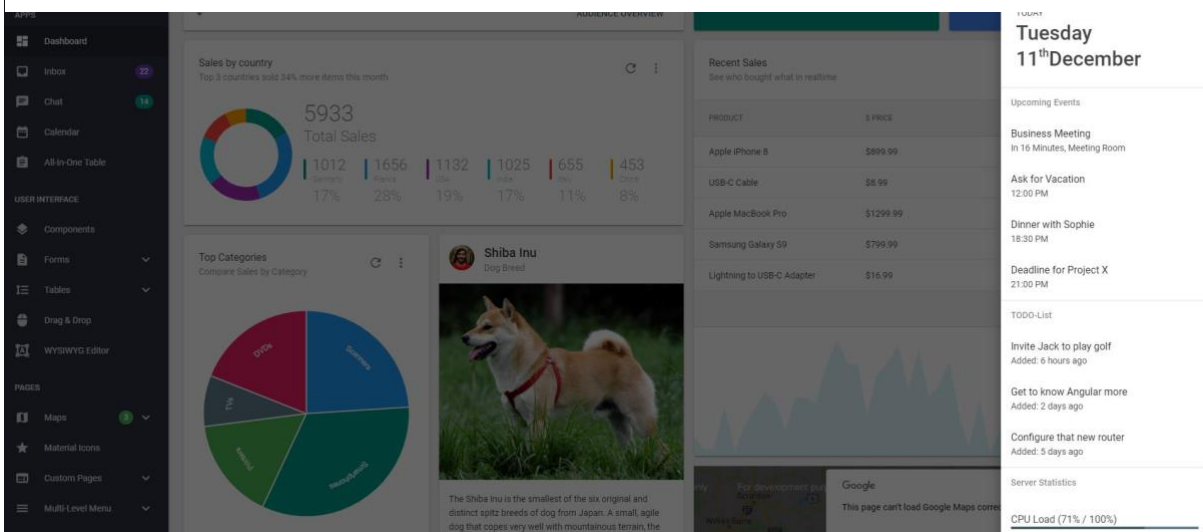 APPS
Dashboard
Inbox 22
Chat 14
Calendar
All-In-One Table
USER INTERFACE
Components
Forms
Tables
Drag & Drop
WYSIWYG Editor
PAGES
Maps 3
Material Icons
Custom Pages
Multi-Level Menu
AUDIENCE OVERVIEW
Sales by country
Top 3 countries sold 34% more items this month
5933
Total Sales
1012 1656 1132 1025 655 453
17% 28% 19% 17% 11% 8%
Top Categories
Compare Sales by Category
DVDs
Scanners
TVs
Printers
Smartphones
Shiba Inu
Dog Breed
The Shiba Inu is the smallest of the six original and
distinct spitz breeds of dog from Japan. A small, agile
dog that copes very well with mountainous terrain, the
Recent Sales
See who bought what in realtime
PRODUCT $ PRICE
Apple iPhone 8 $899.99
USB-C Cable $8.99
Apple MacBook Pro $1299.99
Samsung Galaxy S9 $799.99
Lightning to USB-C Adapter $16.99
only For development purp
Google
This page can't load Google Maps correc
TODAY
Tuesday
11thDecember
Upcoming Events
Business Meeting
In 16 Minutes, Meeting Room
Ask for Vacation
12:00 PM
Dinner with Sophie
18:30 PM
Deadline for Project X
21:00 PM
TODO-List
Invite Jack to play golf
Added: 6 hours ago
Get to know Angular more
Added: 2 days ago
Configure that new router
Added: 5 days ago
Server Statistics
CPU Load (71% / 100%)